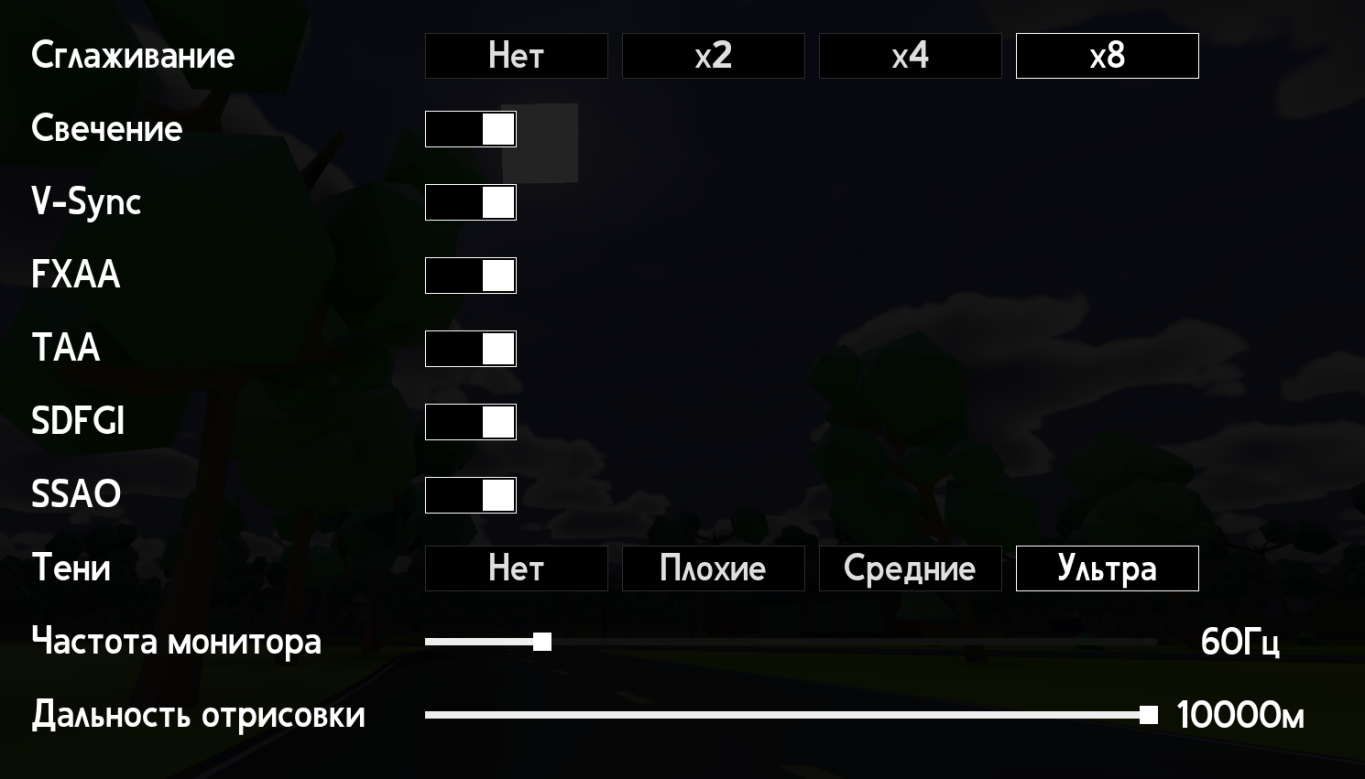 Сглаживание Нет x2 x4 x8
Свечение
V-Sync
FXAA
TAA
SDFGI
SSAO
Тени Нет Плохие Средние Ультра
Частота монитора 60Гц
Дальность отрисовки 10000м